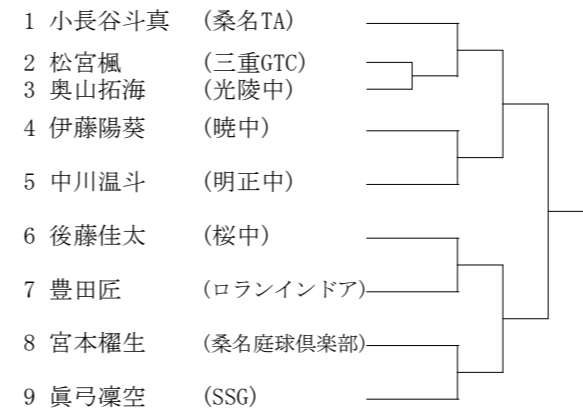 1 小長谷斗真 (桑名TA)
2 松宮楓 (三重GTC)
3 奥山拓海 (光陵中)
4 伊藤陽葵 (暁中)
5 中川温斗 (明正中)
6 後藤佳太 (桜中)
7 豊田匠 (ロランインドア)
8 宮本櫂生 (桑名庭球倶楽部)
9 眞弓凜空 (SSG)